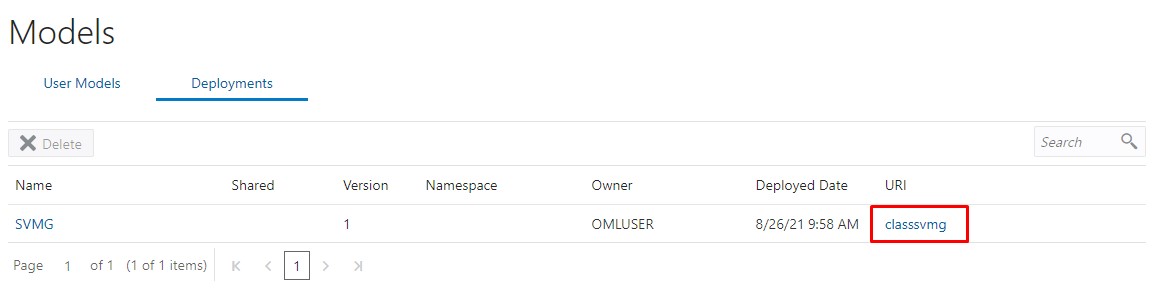 Models
User Models Deployments
Delete Search
Name Shared Version Namespace Owner Deployed Date URI
SVMG 1 OMLUSER 8/26/21 9:58 AM classsvmg
Page 1 of 1 (1 of 1 items) 1